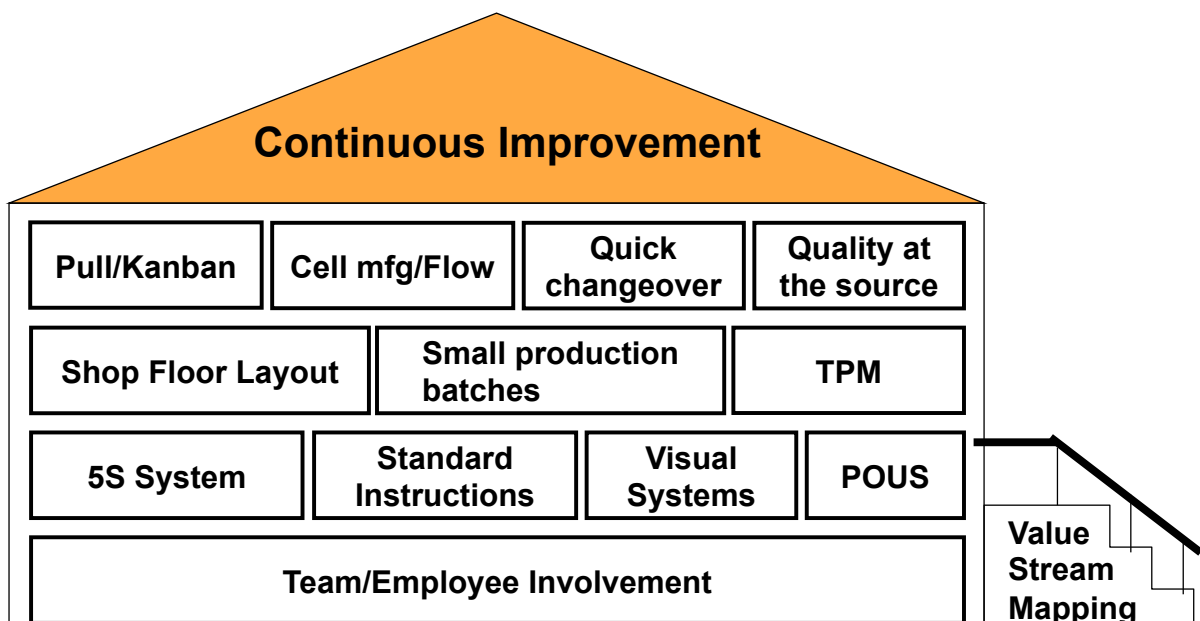 Continuous Improvement
Pull/Kanban
Cell mfg/Flow
Quick
changeover
Quality at
the source
Shop Floor Layout
Small production
batches
TPM
5S System
Standard
Instructions
Visual
Systems
POUS
Team/Employee Involvement
Value
Stream
Mapping